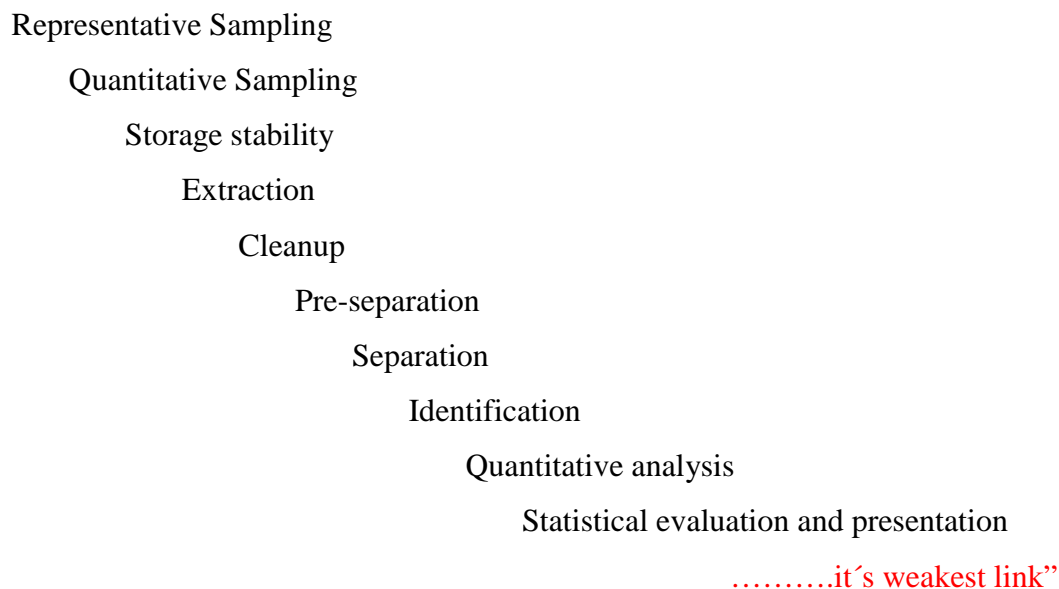 Representative Sampling
Quantitative Sampling
Storage stability
Extraction
Cleanup
Pre-separation
Separation
Identification
Quantitative analysis
Statistical evaluation and presentation
……….it´s weakest link”